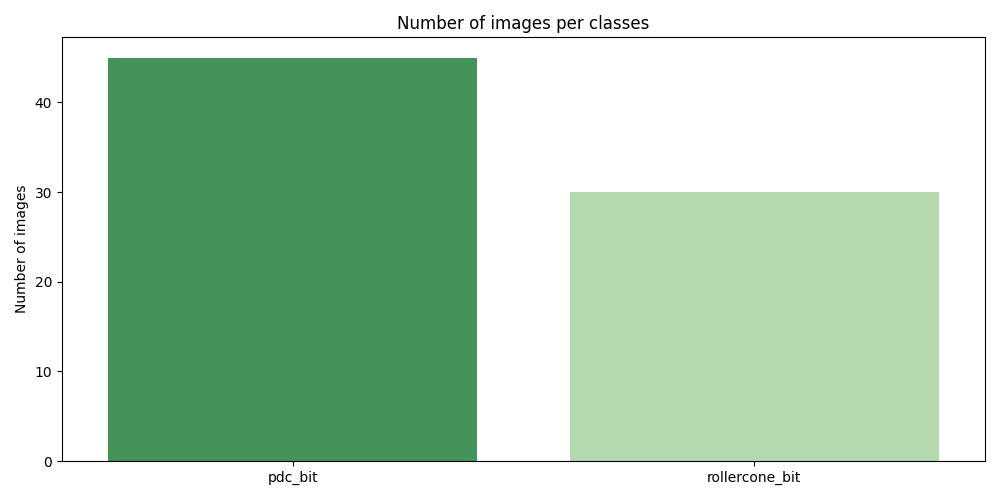 Number of images per classes
Number of images
40
30
20
10
0
pdc_bit
rollercone_bit